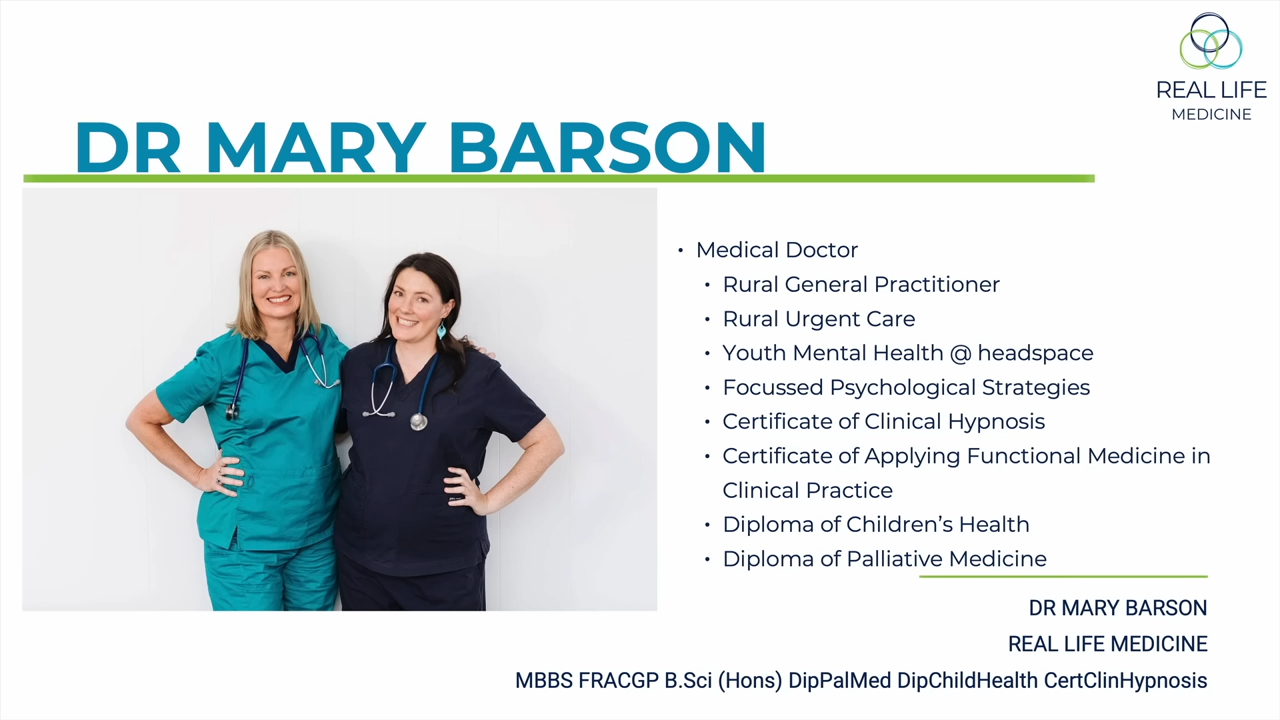 REAL LIFE
MEDICINE
DR MARY BARSON
• Medical Doctor
• Rural General Practitioner
• Rural Urgent Care
• Youth Mental Health @ headspace
• Focussed Psychological Strategies
• Certificate of Clinical Hypnosis
• Certificate of Applying Functional Medicine in
Clinical Practice
• Diploma of Children’s Health
• Diploma of Palliative Medicine
DR MARY BARSON
REAL LIFE MEDICINE
MBBS FRACGP B.Sci (Hons) DipPalMed DipChildHealth CertClinHypnosis